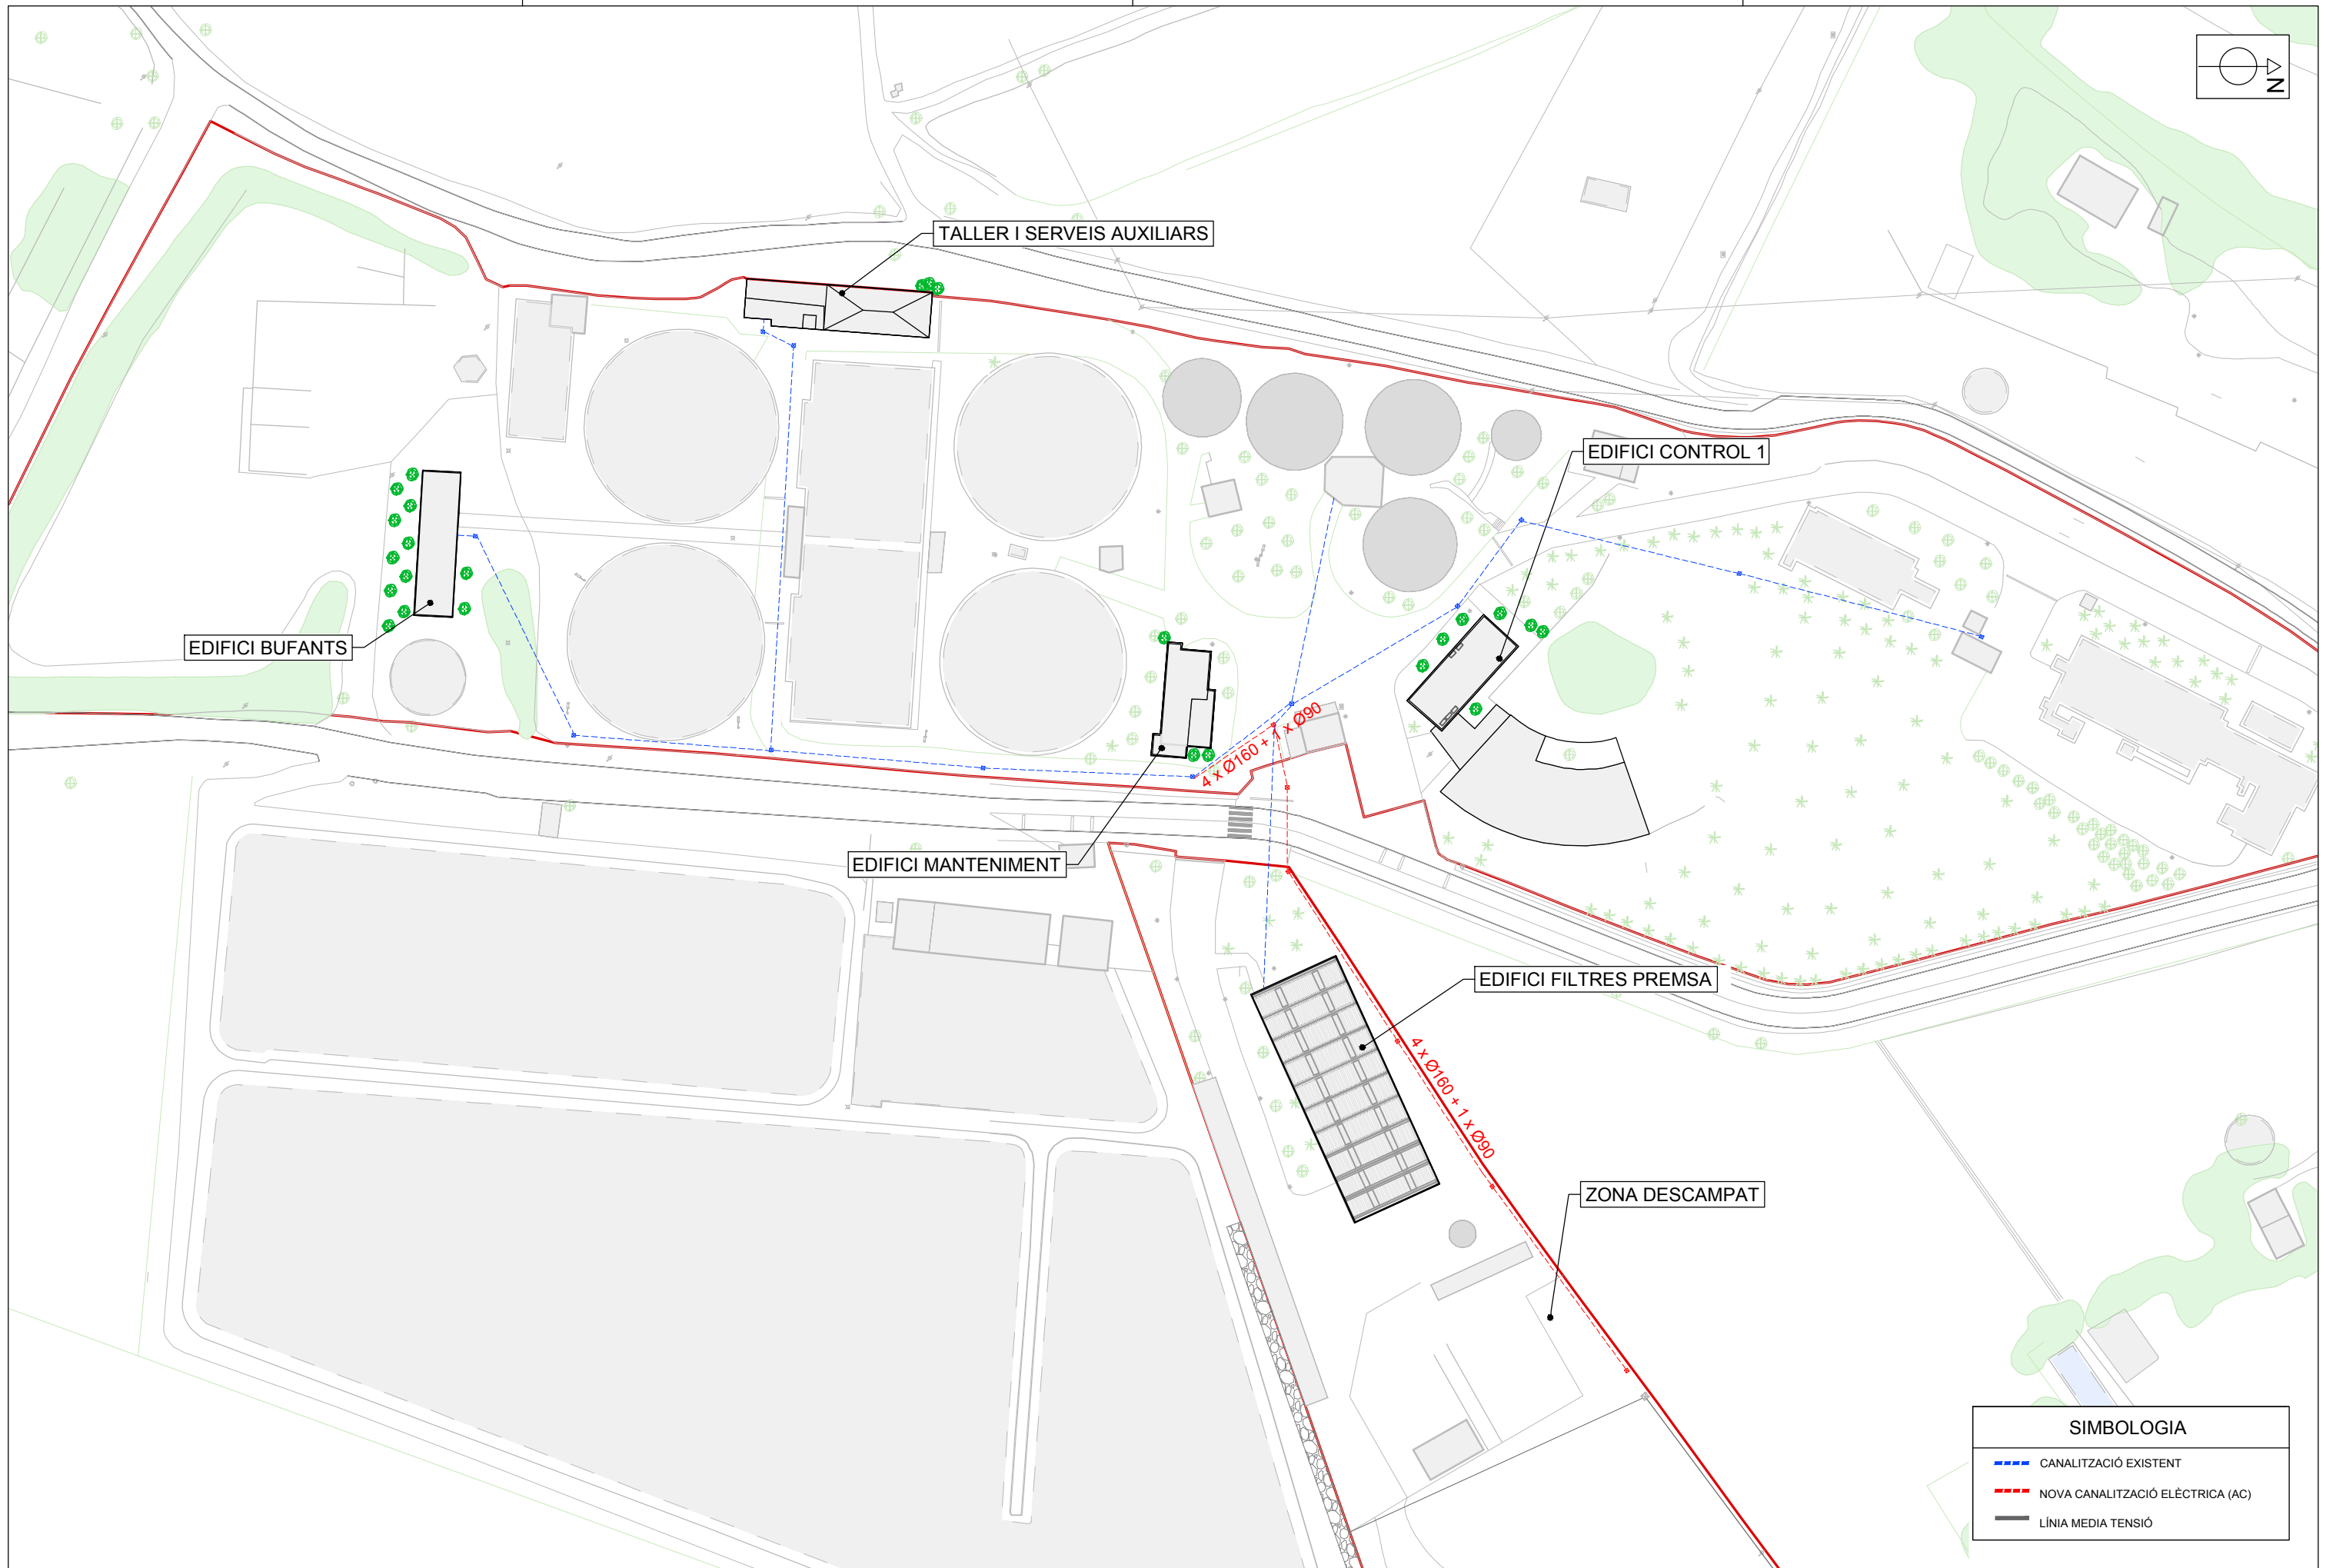 N
TALLER I SERVEIS AUXILIARS
EDIFICI CONTROL 1
EDIFICI BUFANTS
4 x Ø160 + 1 x Ø90
EDIFICI MANTENIMENT
EDIFICI FILTRES PREMSA
4 x Ø160 + 1 x Ø90
ZONA DESCAMPAT
SIMBOLOGIA
CANALITZACIÓ EXISTENT
NOVA CANALITZACIÓ ELÈCTRICA (AC)
LÍNIA MEDIA TENSIÓ